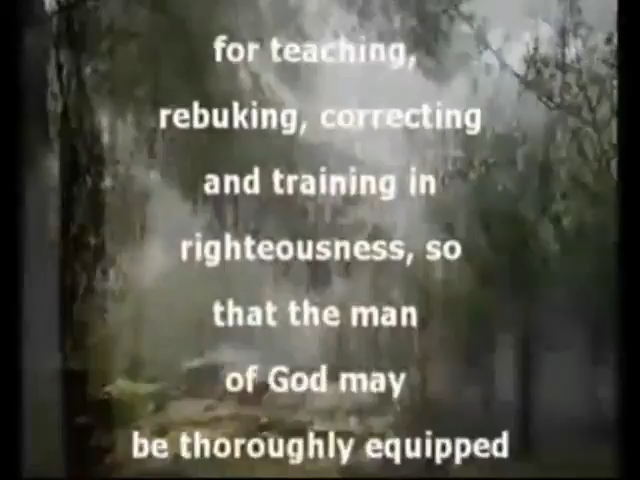 for teaching,
rebuking, correcting
and training in
righteousness, so
that the man
of God may
be thoroughly equipped